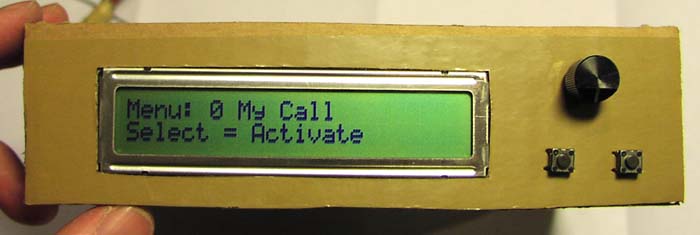 Menu: 0 My Call
Select = Activate